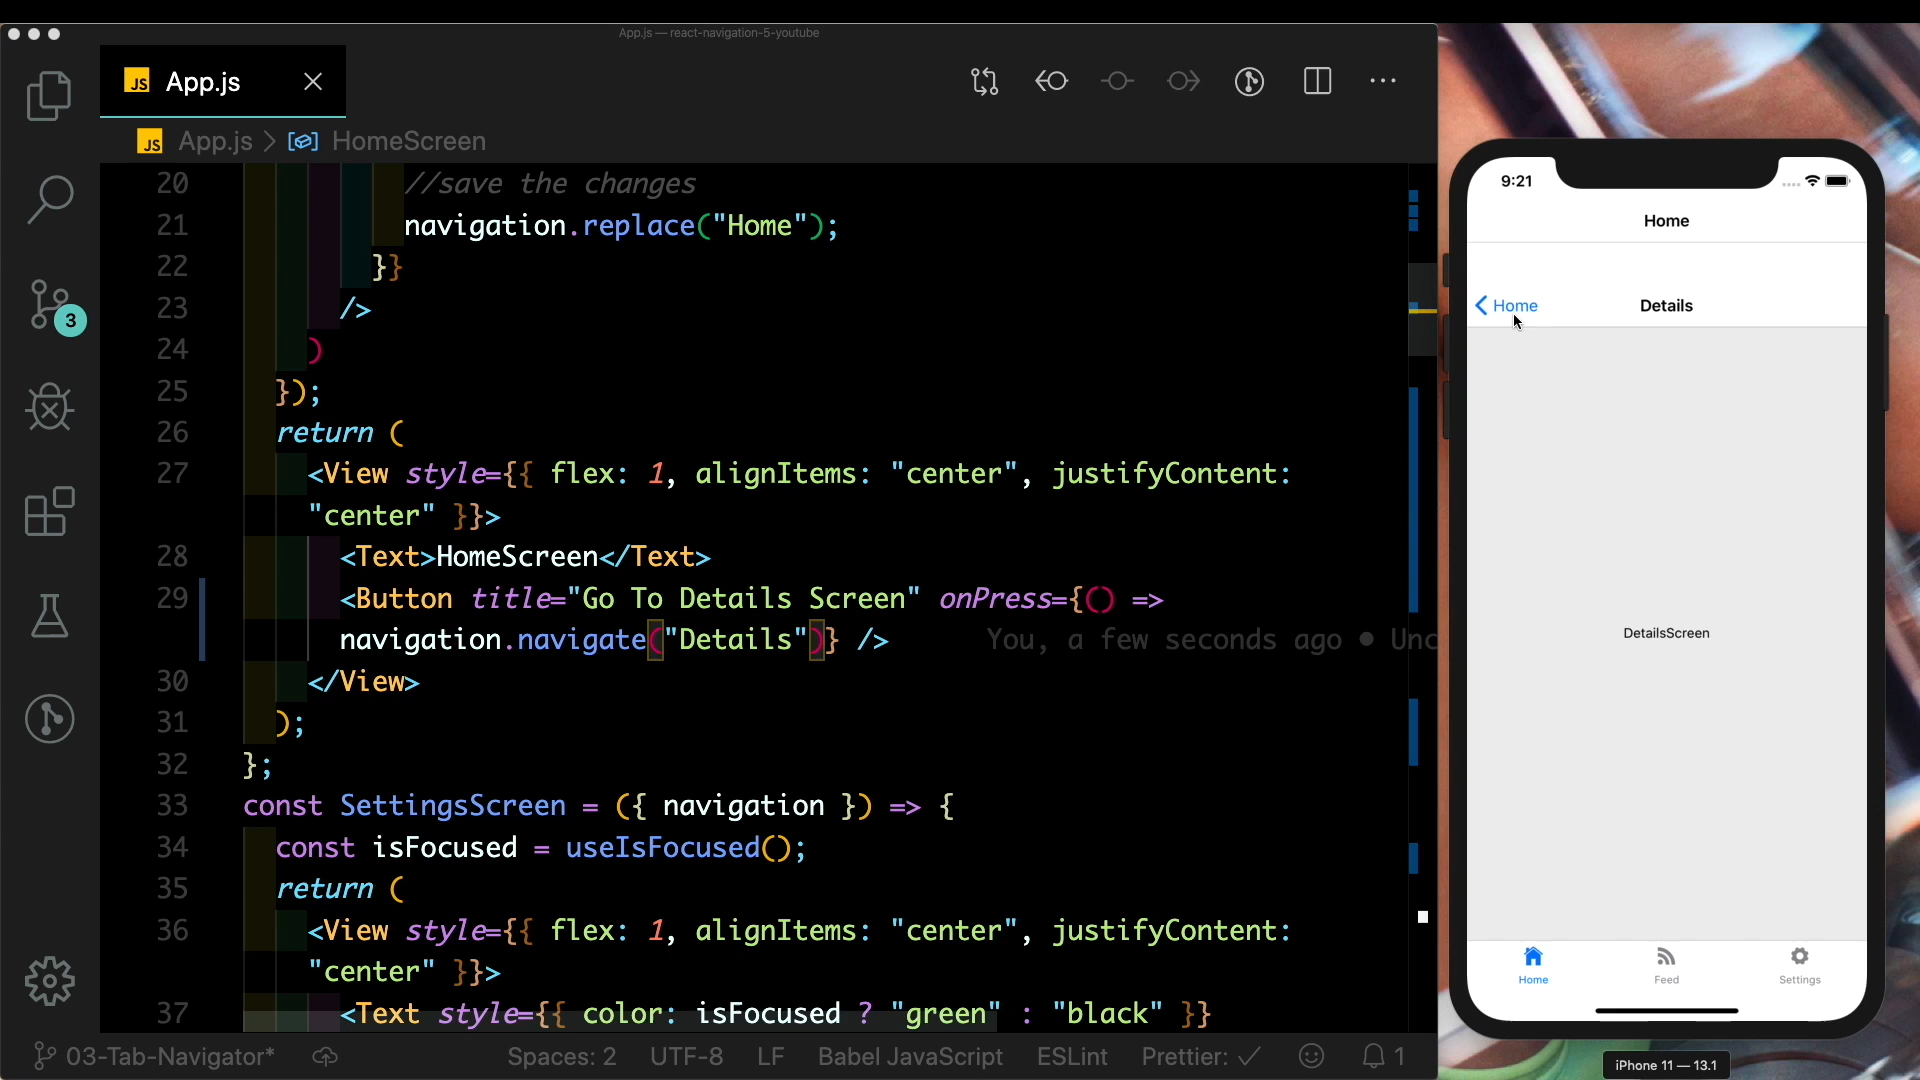 App.js — react-navigation-5-youtube
JS App.js
JS App.js > HomeScreen
20 //save the changes
21 navigation.replace("Home");
22 }}
23 />
24 )
25 });
26 return (
27 <View style={{ flex: 1, alignItems: "center", justifyContent:
"center" }}>
28 <Text>HomeScreen</Text>
29 <Button title="Go To Details Screen" onPress={() =>
navigation.navigate("Details")} /> You, a few seconds ago • Unc
30 </View>
31 );
32 };
33 const SettingsScreen = ({ navigation }) => {
34 const isFocused = useIsFocused();
35 return (
36 <View style={{ flex: 1, alignItems: "center", justifyContent:
"center" }}>
37 <Text style={{ color: isFocused ? "green" : "black" }}
3
03-Tab-Navigator* Spaces: 2 UTF-8 LF Babel JavaScript ESLint Prettier: ✓ 1
9:21
Home
Home Details
DetailsScreen
Home Feed Settings
iPhone 11 — 13.1